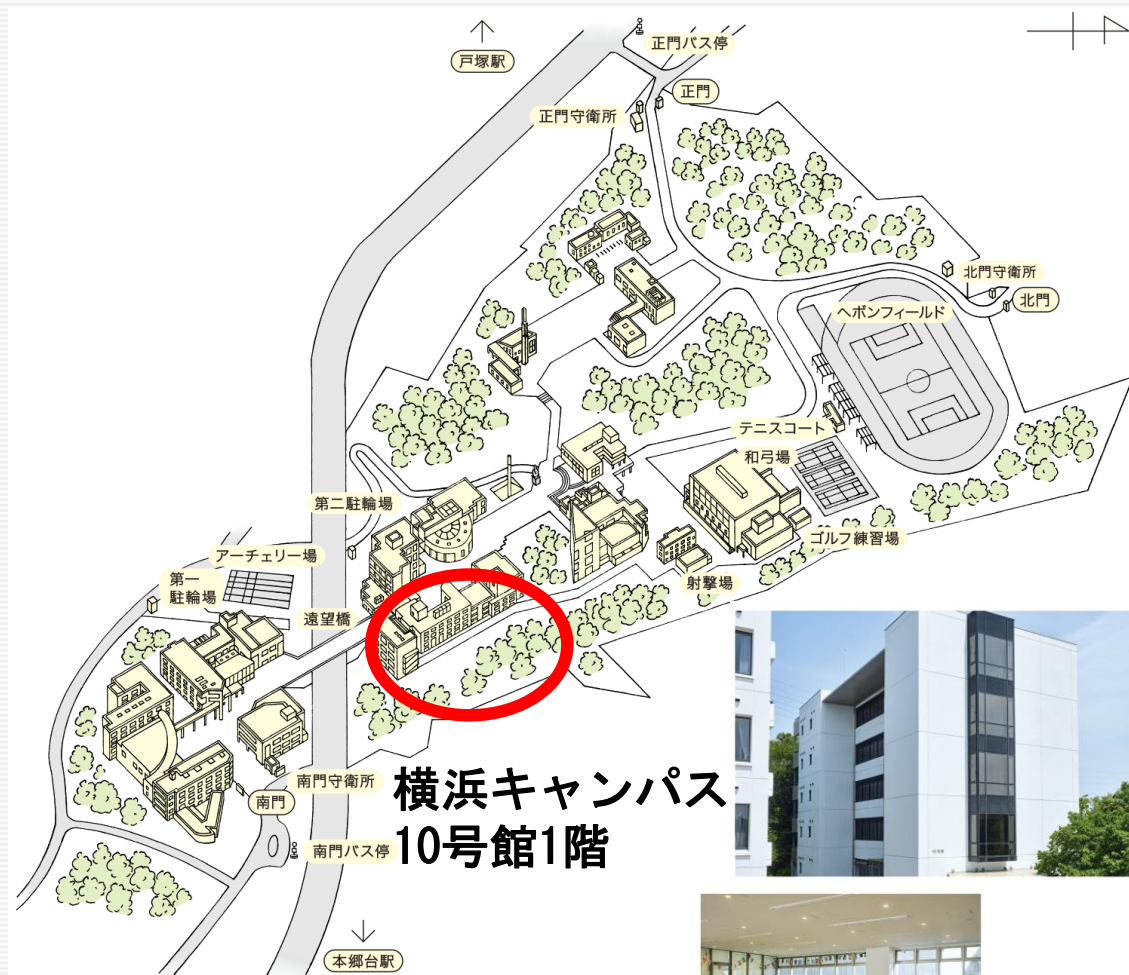 正門バス停
戸塚駅
正門
正門守衛所
北門守衛所
北門
ヘボンフィールド
テニスコート
和弓場
第二駐輪場
ゴルフ練習場
アーチェリー場
射撃場
第一
駐輪場
遠望橋
南門守衛所
南門
横浜キャンパス
10号館1階
南門バス停
本郷台駅